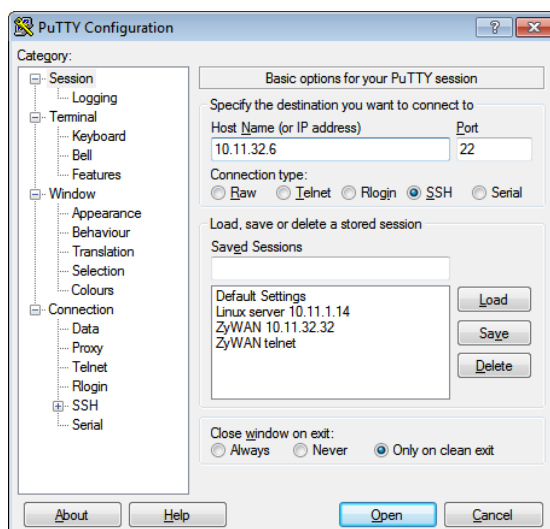 PuTTY Configuration
Category:
Session
Logging
Terminal
Keyboard
Bell
Features
Window
Appearance
Behaviour
Translation
Selection
Colours
Connection
Data
Proxy
Telnet
Rlogin
SSH
Serial
Basic options for your PuTTY session
Specify the destination you want to connect to
Host Name (or IP address) Port
10.11.32.6 22
Connection type:
Raw Telnet Rlogin SSH Serial
Load, save or delete a stored session
Saved Sessions
Default Settings
Linux server 10.11.1.14
ZyWAN 10.11.32.32
ZyWAN telnet
Load
Save
Delete
Close window on exit:
Always Never Only on clean exit
About Help Open Cancel